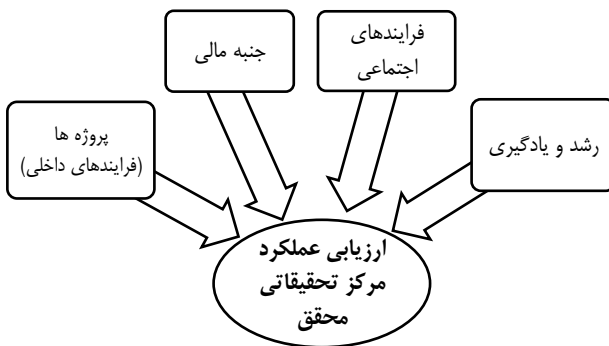 فرایندهای
اجتماعی
جنبه مالی
رشد و یادگیری
پروژه ها
(فرایندهای داخلی)
ارزیابی عملکرد
مرکز تحقیقاتی
محقق